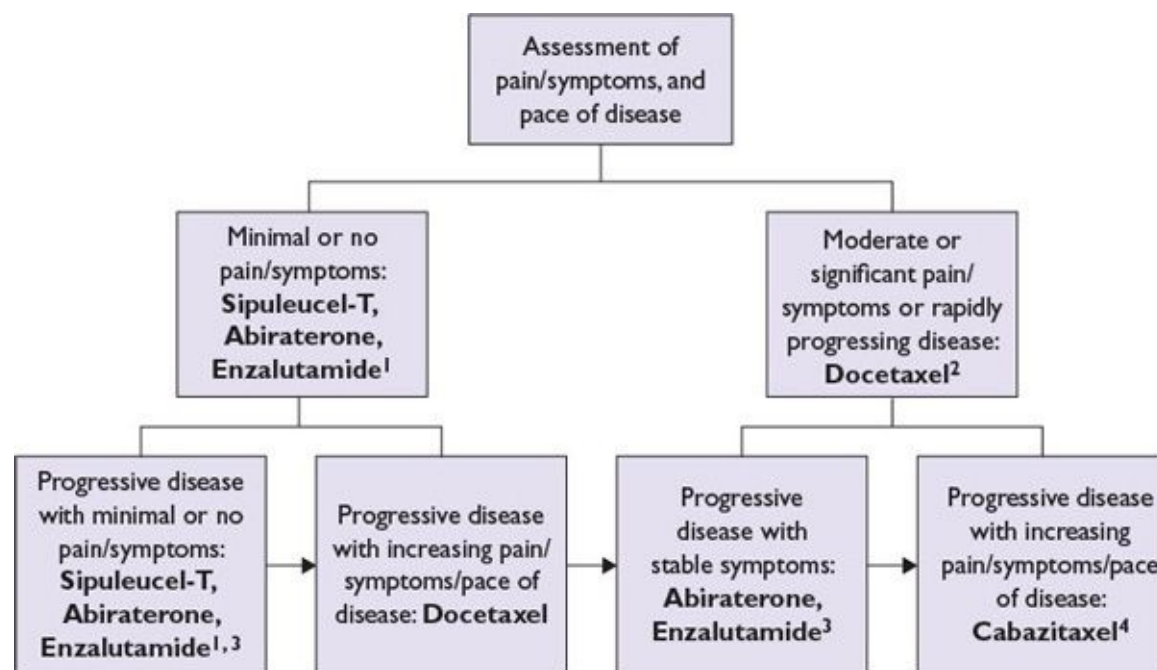 Assessment of
pain/symptoms, and
pace of disease
Minimal or no
pain/symptoms:
Sipuleucel-T,
Abiraterone,
Enzalutamide¹
Moderate or
significant pain/
symptoms or rapidly
progressing disease:
Docetaxel²
Progressive disease
with minimal or no
pain/symptoms:
Sipuleucel-T,
Abiraterone,
Enzalutamide¹,³
Progressive disease
with increasing pain/
symptoms/pace of
disease: Docetaxel
Progressive
disease with
stable symptoms:
Abiraterone,
Enzalutamide³
Progressive disease
with increasing
pain/symptoms/pace
of disease:
Cabazitaxel⁴